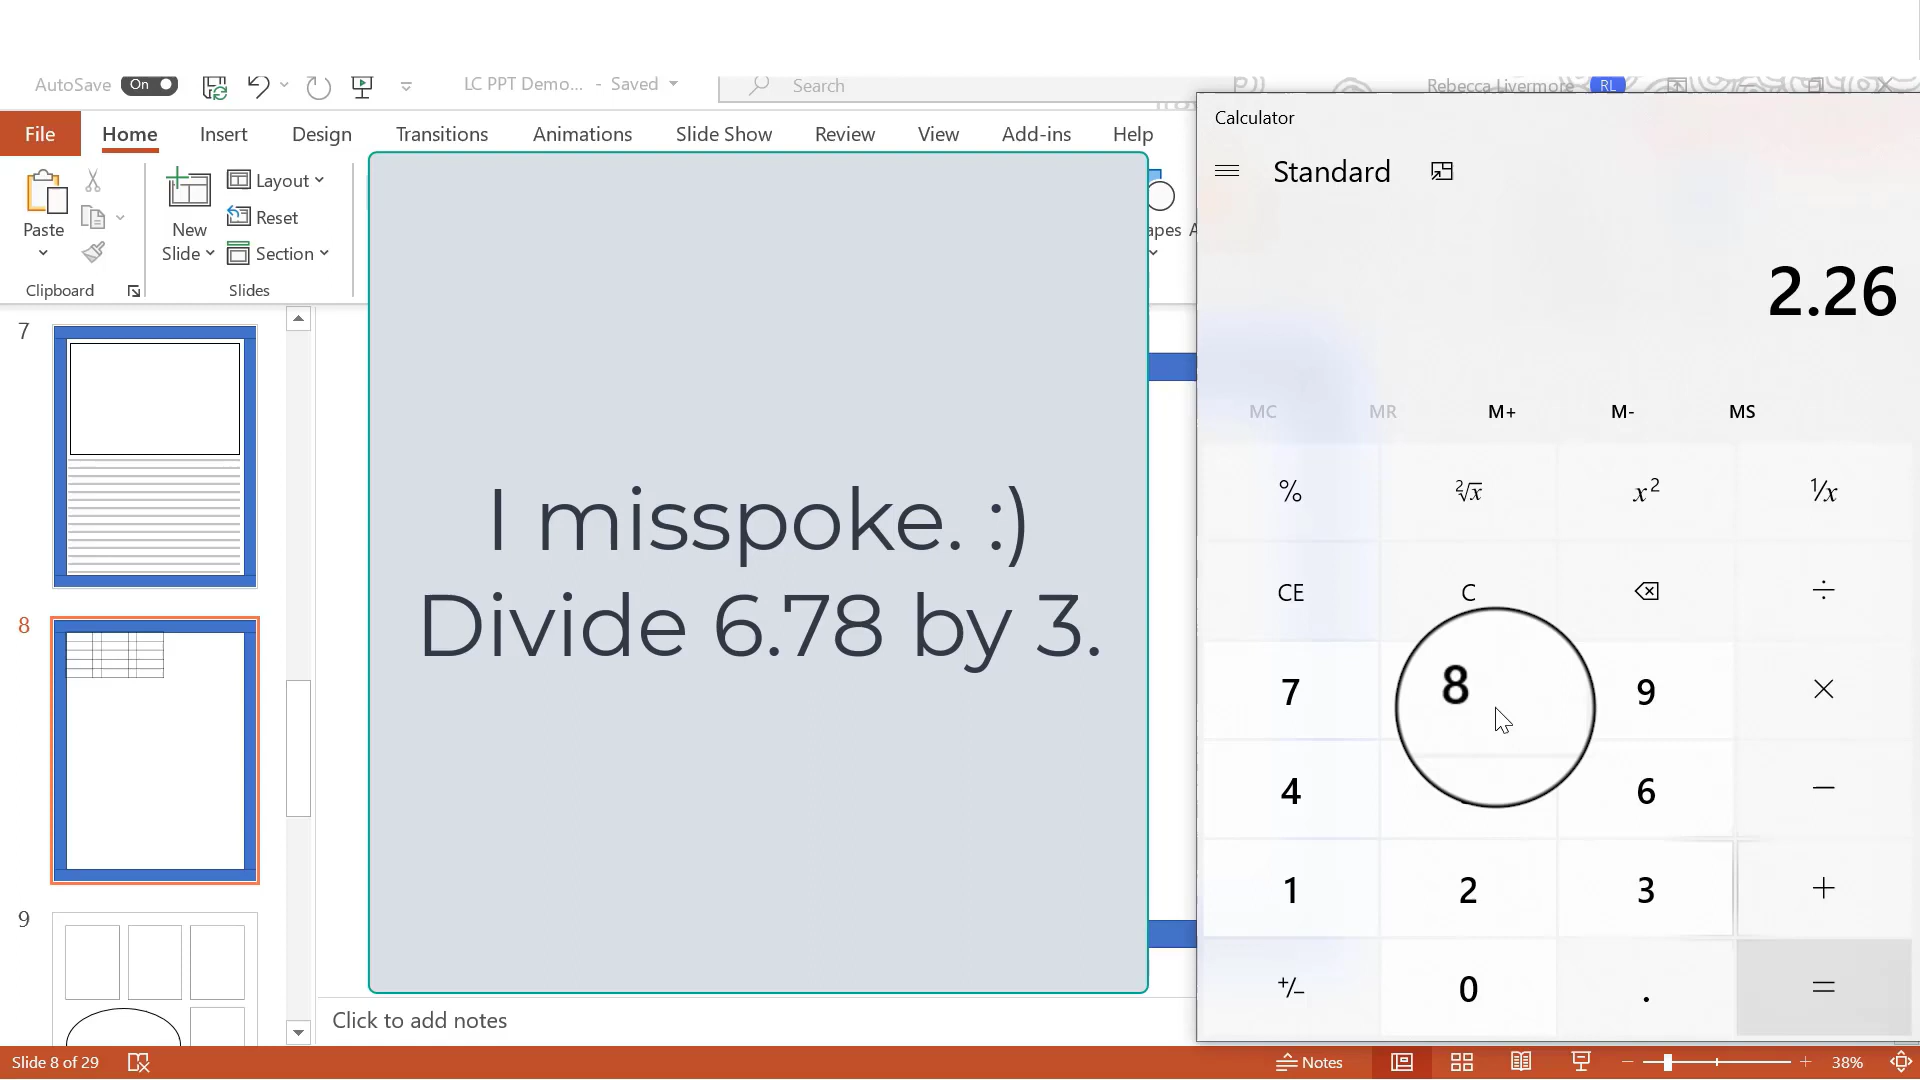 AutoSave On LC PPT Demo... - Saved Search Rebecca Livermore RL
File Home Insert Design Transitions Animations Slide Show Review View Add-ins Help
Paste
New
Slide
Layout
Reset
Section
Clipboard
Slides
7
8
9
I misspoke. :)
Divide 6.78 by 3.
Click to add notes
Calculator
Standard
2.26
MC MR M+ M- MS
% ²√x x² ¹/x
CE C ÷
7 8 9 ×
4 6 −
1 2 3 +
+/− 0 . =
Slide 8 of 29 Notes − + 38%